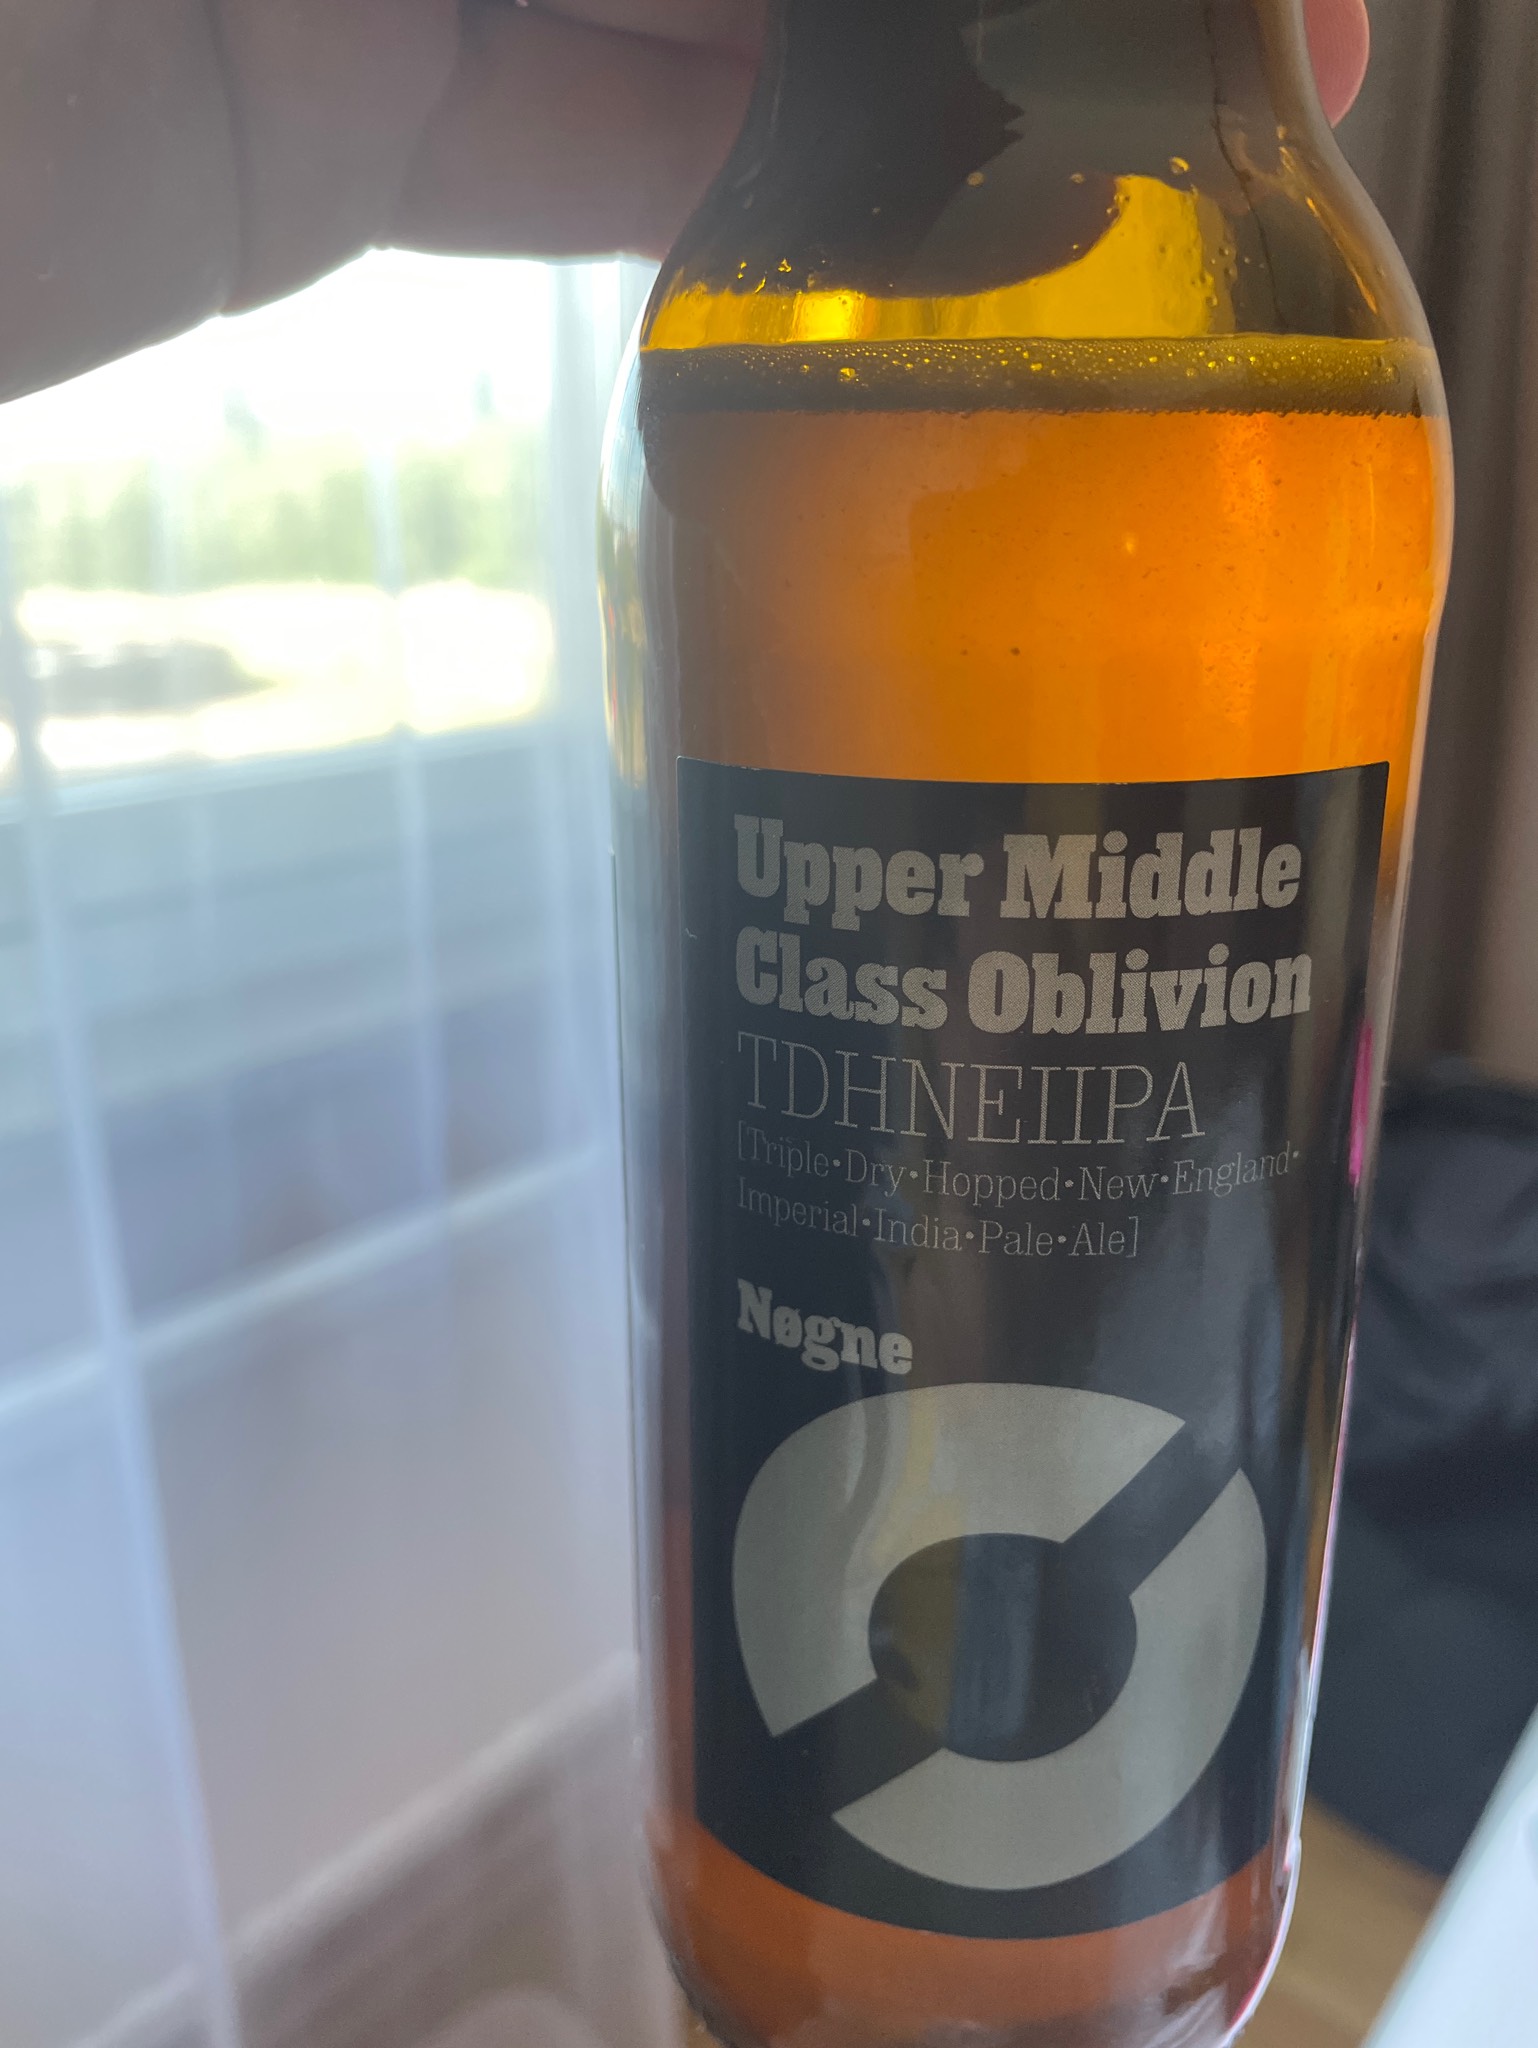 Upper Middle
Class Oblivion
TDHNEIIPA
[Triple•Dry•Hopped•New•England•
Imperial•India•Pale•Ale]
Nøgne
Ø